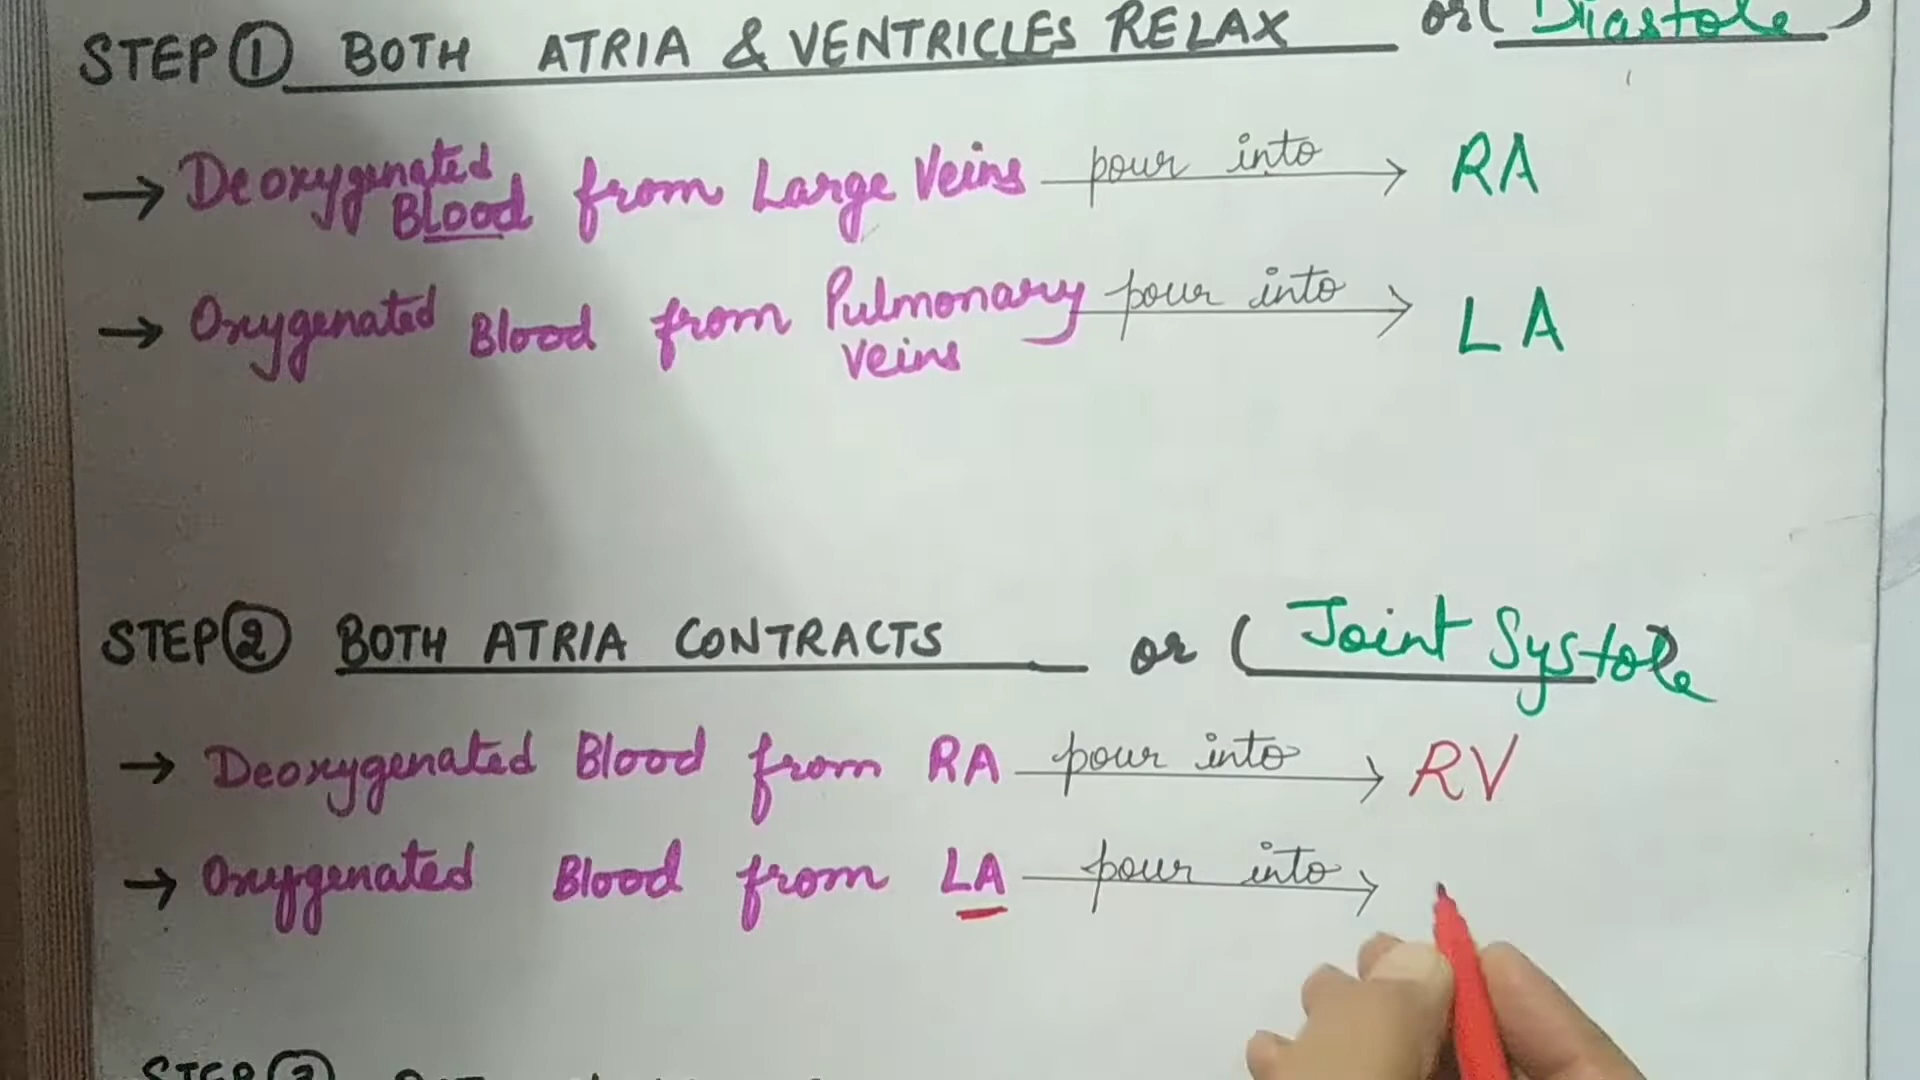 STEP ① BOTH ATRIA & VENTRICLES RELAX or (Diastole)
→ Deoxygenated Blood from Large Veins pour into → RA
→ Oxygenated Blood from Pulmonary Veins pour into → LA
STEP ② BOTH ATRIA CONTRACTS or (Joint Systole
→ Deoxygenated Blood from RA pour into → RV
→ Oxygenated Blood from LA pour into →
STEP ③